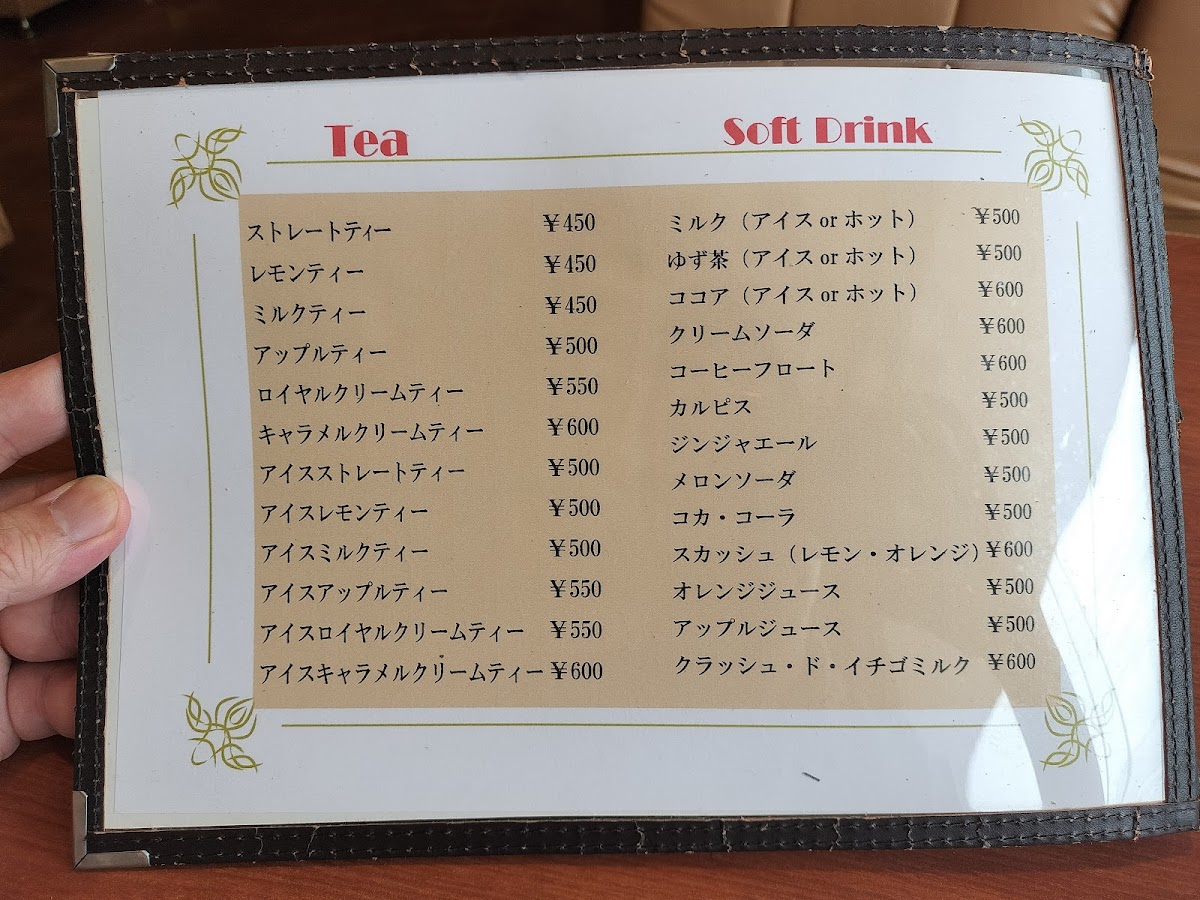 Tea
ストレートティー ￥450
レモンティー ￥450
ミルクティー ￥450
アップルティー ￥500
ロイヤルクリームティー ￥550
キャラメルクリームティー ￥600
アイスストレートティー ￥500
アイスレモンティー ￥500
アイスミルクティー ￥500
アイスアップルティー ￥550
アイスロイヤルクリームティー ￥550
アイスキャラメルクリームティー ￥600
Soft Drink
ミルク（アイス or ホット） ￥500
ゆず茶（アイス or ホット） ￥500
ココア（アイス or ホット） ￥600
クリームソーダ ￥600
コーヒーフロート ￥600
カルピス ￥500
ジンジャエール ￥500
メロンソーダ ￥500
コカ・コーラ ￥500
スカッシュ（レモン・オレンジ） ￥600
オレンジジュース ￥500
アップルジュース ￥500
クラッシュ・ド・イチゴミルク ￥600